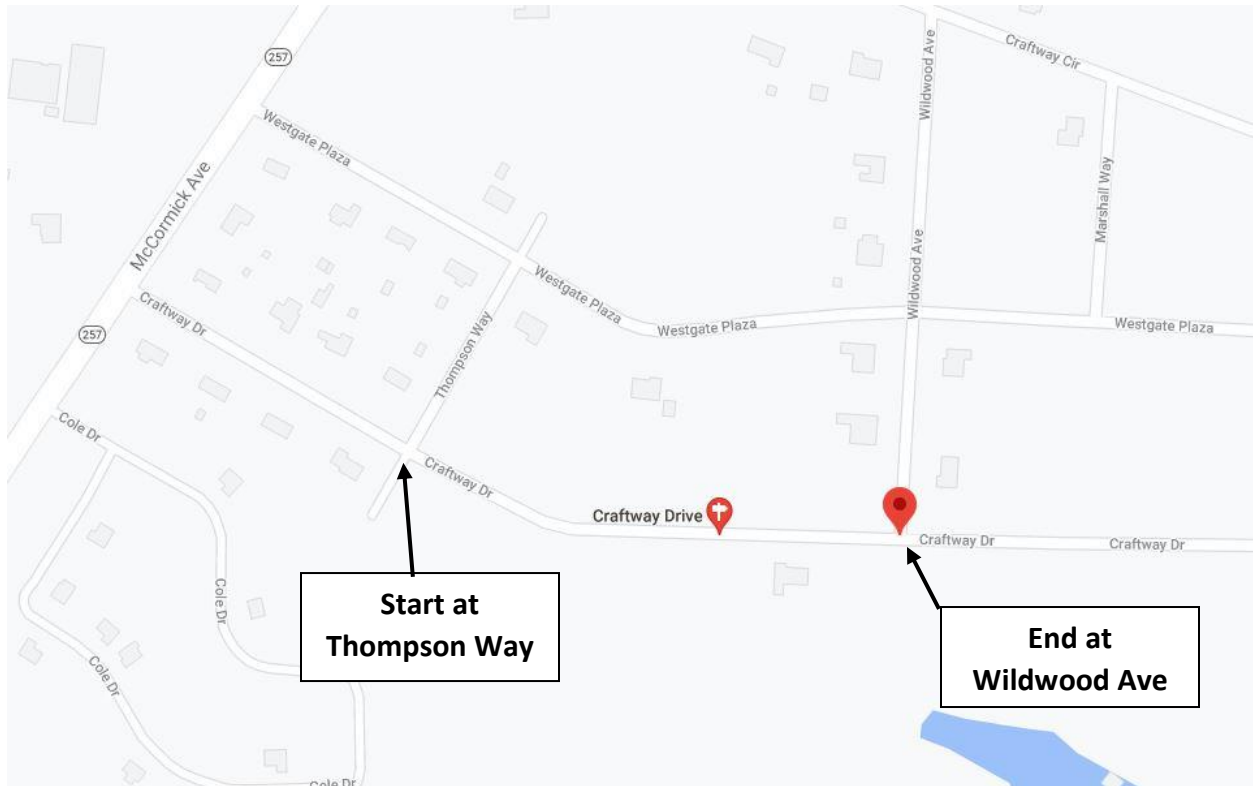 257
Wildwood Ave
Craftway Cir
Westgate Plaza
McCormick Ave
Marshall Way
Wildwood Ave
Westgate Plaza
Craftway Dr
Thompson Way
Westgate Plaza
Westgate Plaza
257
Cole Dr
Craftway Dr
Craftway Drive
Craftway Dr
Craftway Dr
Cole Dr
Start at
Thompson Way
End at
Wildwood Ave
Cole Dr
Cole Dr